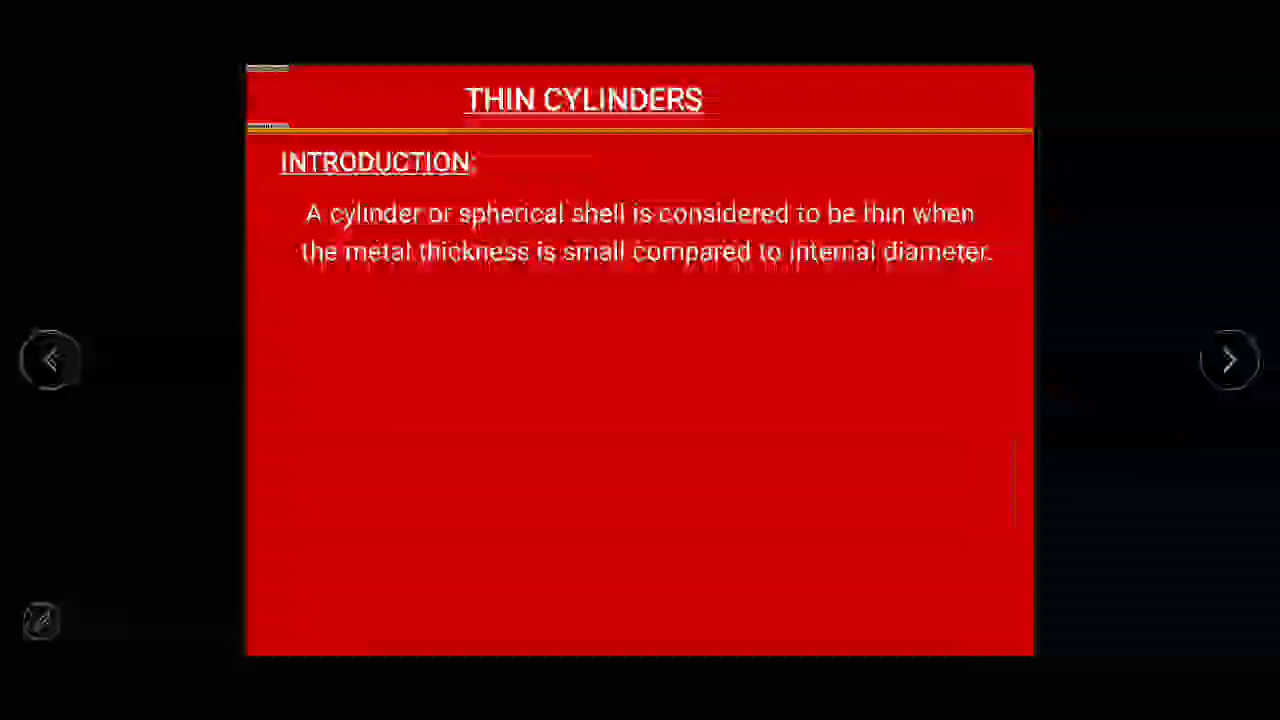 THIN CYLINDERS
INTRODUCTION:
A cylinder or spherical shell is considered to be thin when
the metal thickness is small compared to internal diameter.